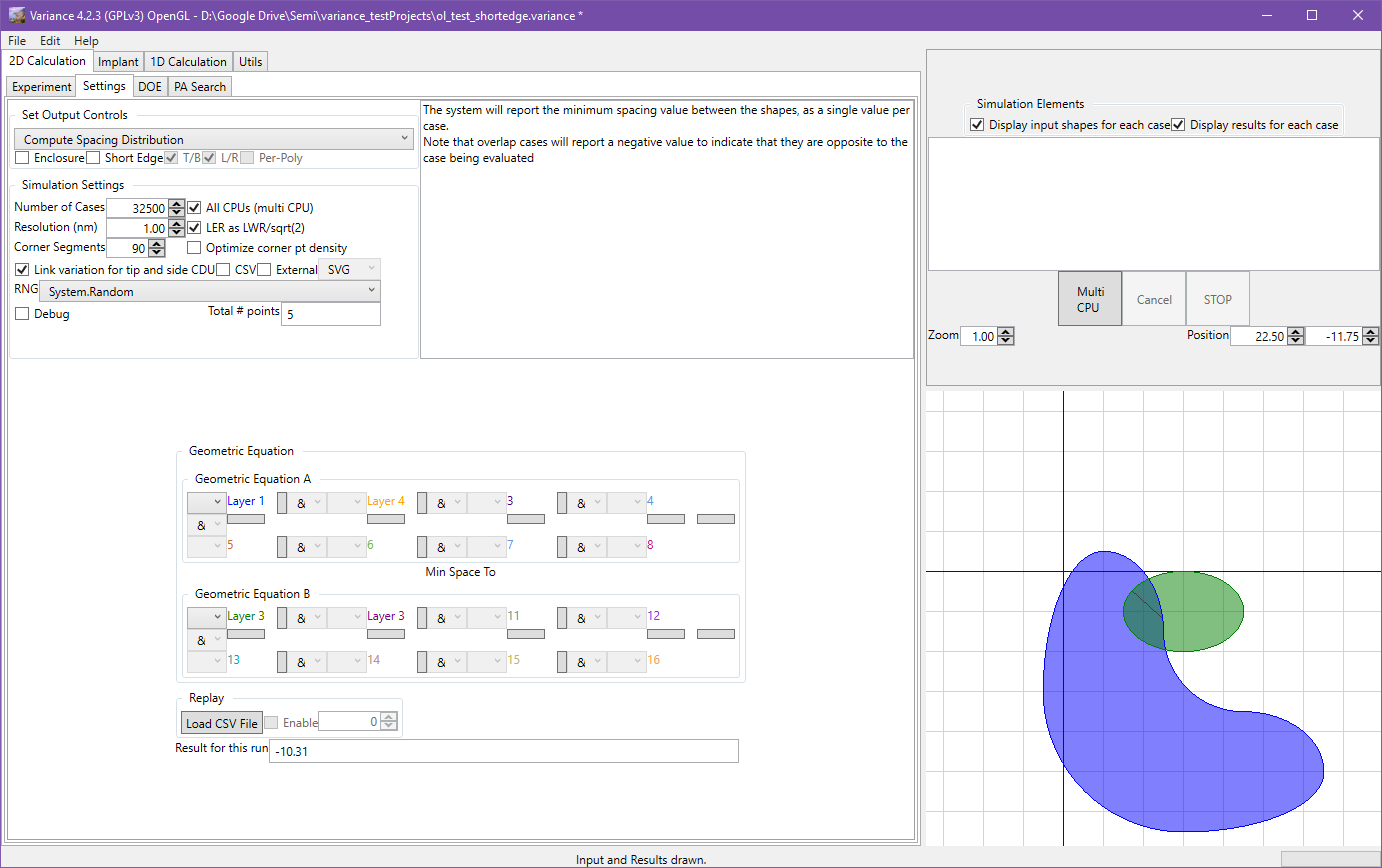 Variance 4.2.3 (GPLv3) OpenGL - D:\Google Drive\Semi\variance_testProjects\ol_test_shortedge.variance *
File Edit Help
2D Calculation Implant 1D Calculation Utils
Experiment Settings DOE PA Search
Set Output Controls
Compute Spacing Distribution
Enclosure Short Edge T/B L/R Per-Poly
The system will report the minimum spacing value between the shapes, as a single value per
case.
Note that overlap cases will report a negative value to indicate that they are opposite to the
case being evaluated
Simulation Settings
Number of Cases 32500 All CPUs (multi CPU)
Resolution (nm) 1.00 LER as LWR/sqrt(2)
Corner Segments 90 Optimize corner pt density
Link variation for tip and side CDU CSV External SVG
RNG System.Random
Debug Total # points 5
Simulation Elements
Display input shapes for each case Display results for each case
Multi
CPU
Cancel STOP
Zoom 1.00 Position 22.50 -11.75
Geometric Equation
Geometric Equation A
Layer 1 & Layer 4 & 3 & 4
&
5 & 6 & 7 & 8
Min Space To
Geometric Equation B
Layer 3 & Layer 3 & 11 & 12
&
13 & 14 & 15 & 16
Replay
Load CSV File Enable 0
Result for this run -10.31
Input and Results drawn.